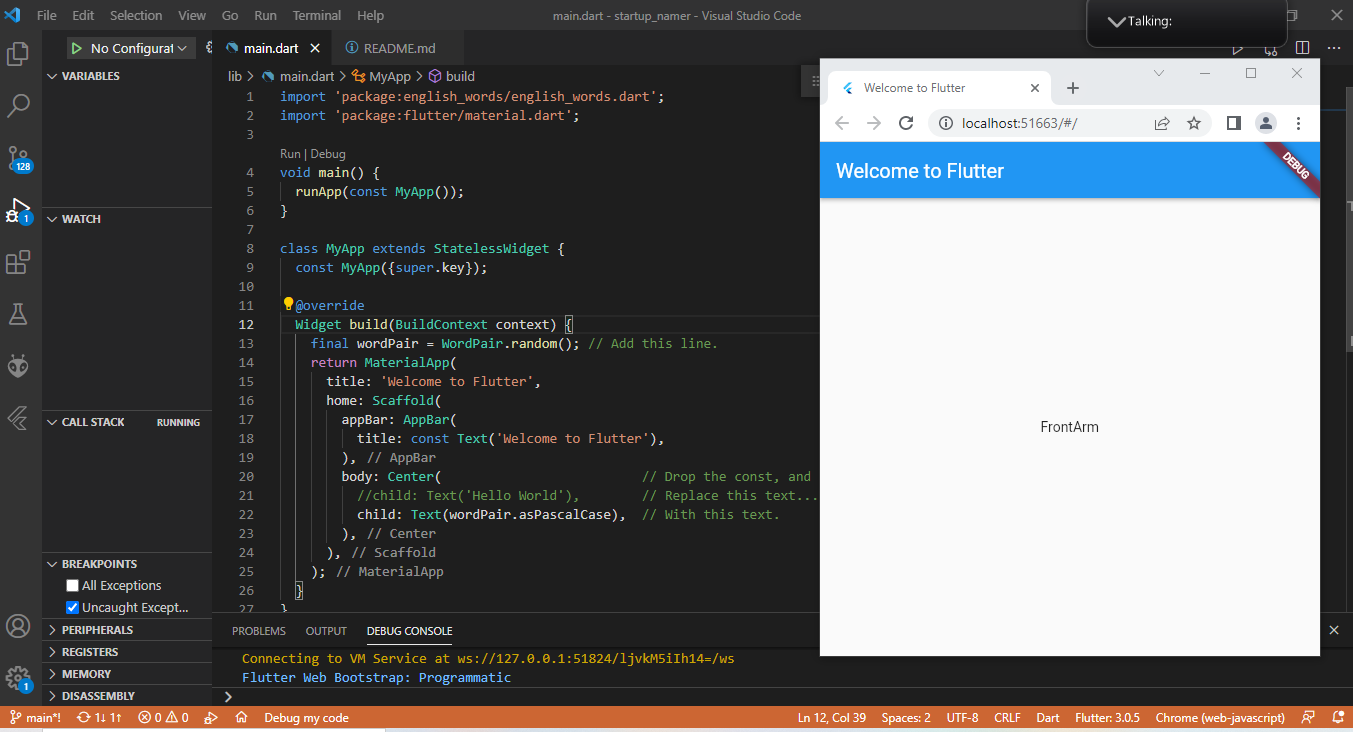 File Edit Selection View Go Run Terminal Help
main.dart - startup_namer - Visual Studio Code
Talking:
No Configurat
main.dart
README.md
VARIABLES
lib > main.dart > MyApp > build
1 import 'package:english_words/english_words.dart';
2 import 'package:flutter/material.dart';
3
Run | Debug
4 void main() {
5 runApp(const MyApp());
6 }
7
8 class MyApp extends StatelessWidget {
9 const MyApp({super.key});
10
11 @override
12 Widget build(BuildContext context) {
13 final wordPair = WordPair.random(); // Add this line.
14 return MaterialApp(
15 title: 'Welcome to Flutter',
16 home: Scaffold(
17 appBar: AppBar(
18 title: const Text('Welcome to Flutter'),
19 ), // AppBar
20 body: Center( // Drop the const, and
21 //child: Text('Hello World'), // Replace this text...
22 child: Text(wordPair.asPascalCase), // With this text.
23 ), // Center
24 ), // Scaffold
25 ); // MaterialApp
26 }
27 }
128
1
WATCH
CALL STACK
RUNNING
BREAKPOINTS
All Exceptions
Uncaught Except...
PERIPHERALS
REGISTERS
MEMORY
DISASSEMBLY
1
Welcome to Flutter
localhost:51663/#/
Welcome to Flutter
DEBUG
FrontArm
PROBLEMS OUTPUT DEBUG CONSOLE
Connecting to VM Service at ws://127.0.0.1:51824/ljvkM5iIh14=/ws
Flutter Web Bootstrap: Programmatic
>
main*! 1↓ 1↑ 0 0 Debug my code
Ln 12, Col 39 Spaces: 2 UTF-8 CRLF Dart Flutter: 3.0.5 Chrome (web-javascript)